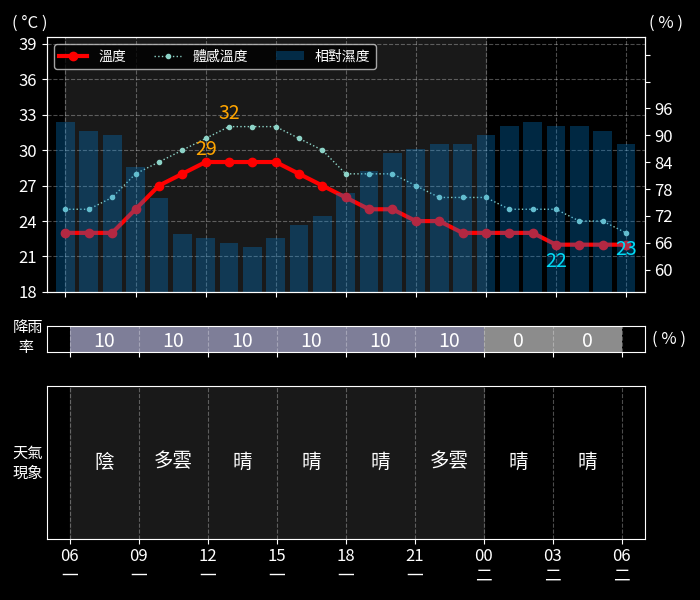 ( °C )
( % )
溫度
體感溫度
相對濕度
39
36
33
30
27
24
21
18
96
90
84
78
72
66
60
32
29
22
23
降雨率
10 10 10 10 10 10 0 0
( % )
天氣現象
陰 多雲 晴 晴 晴 多雲 晴 晴
06 09 12 15 18 21 00 03 06
一 一 一 一 一 一 二 二 二